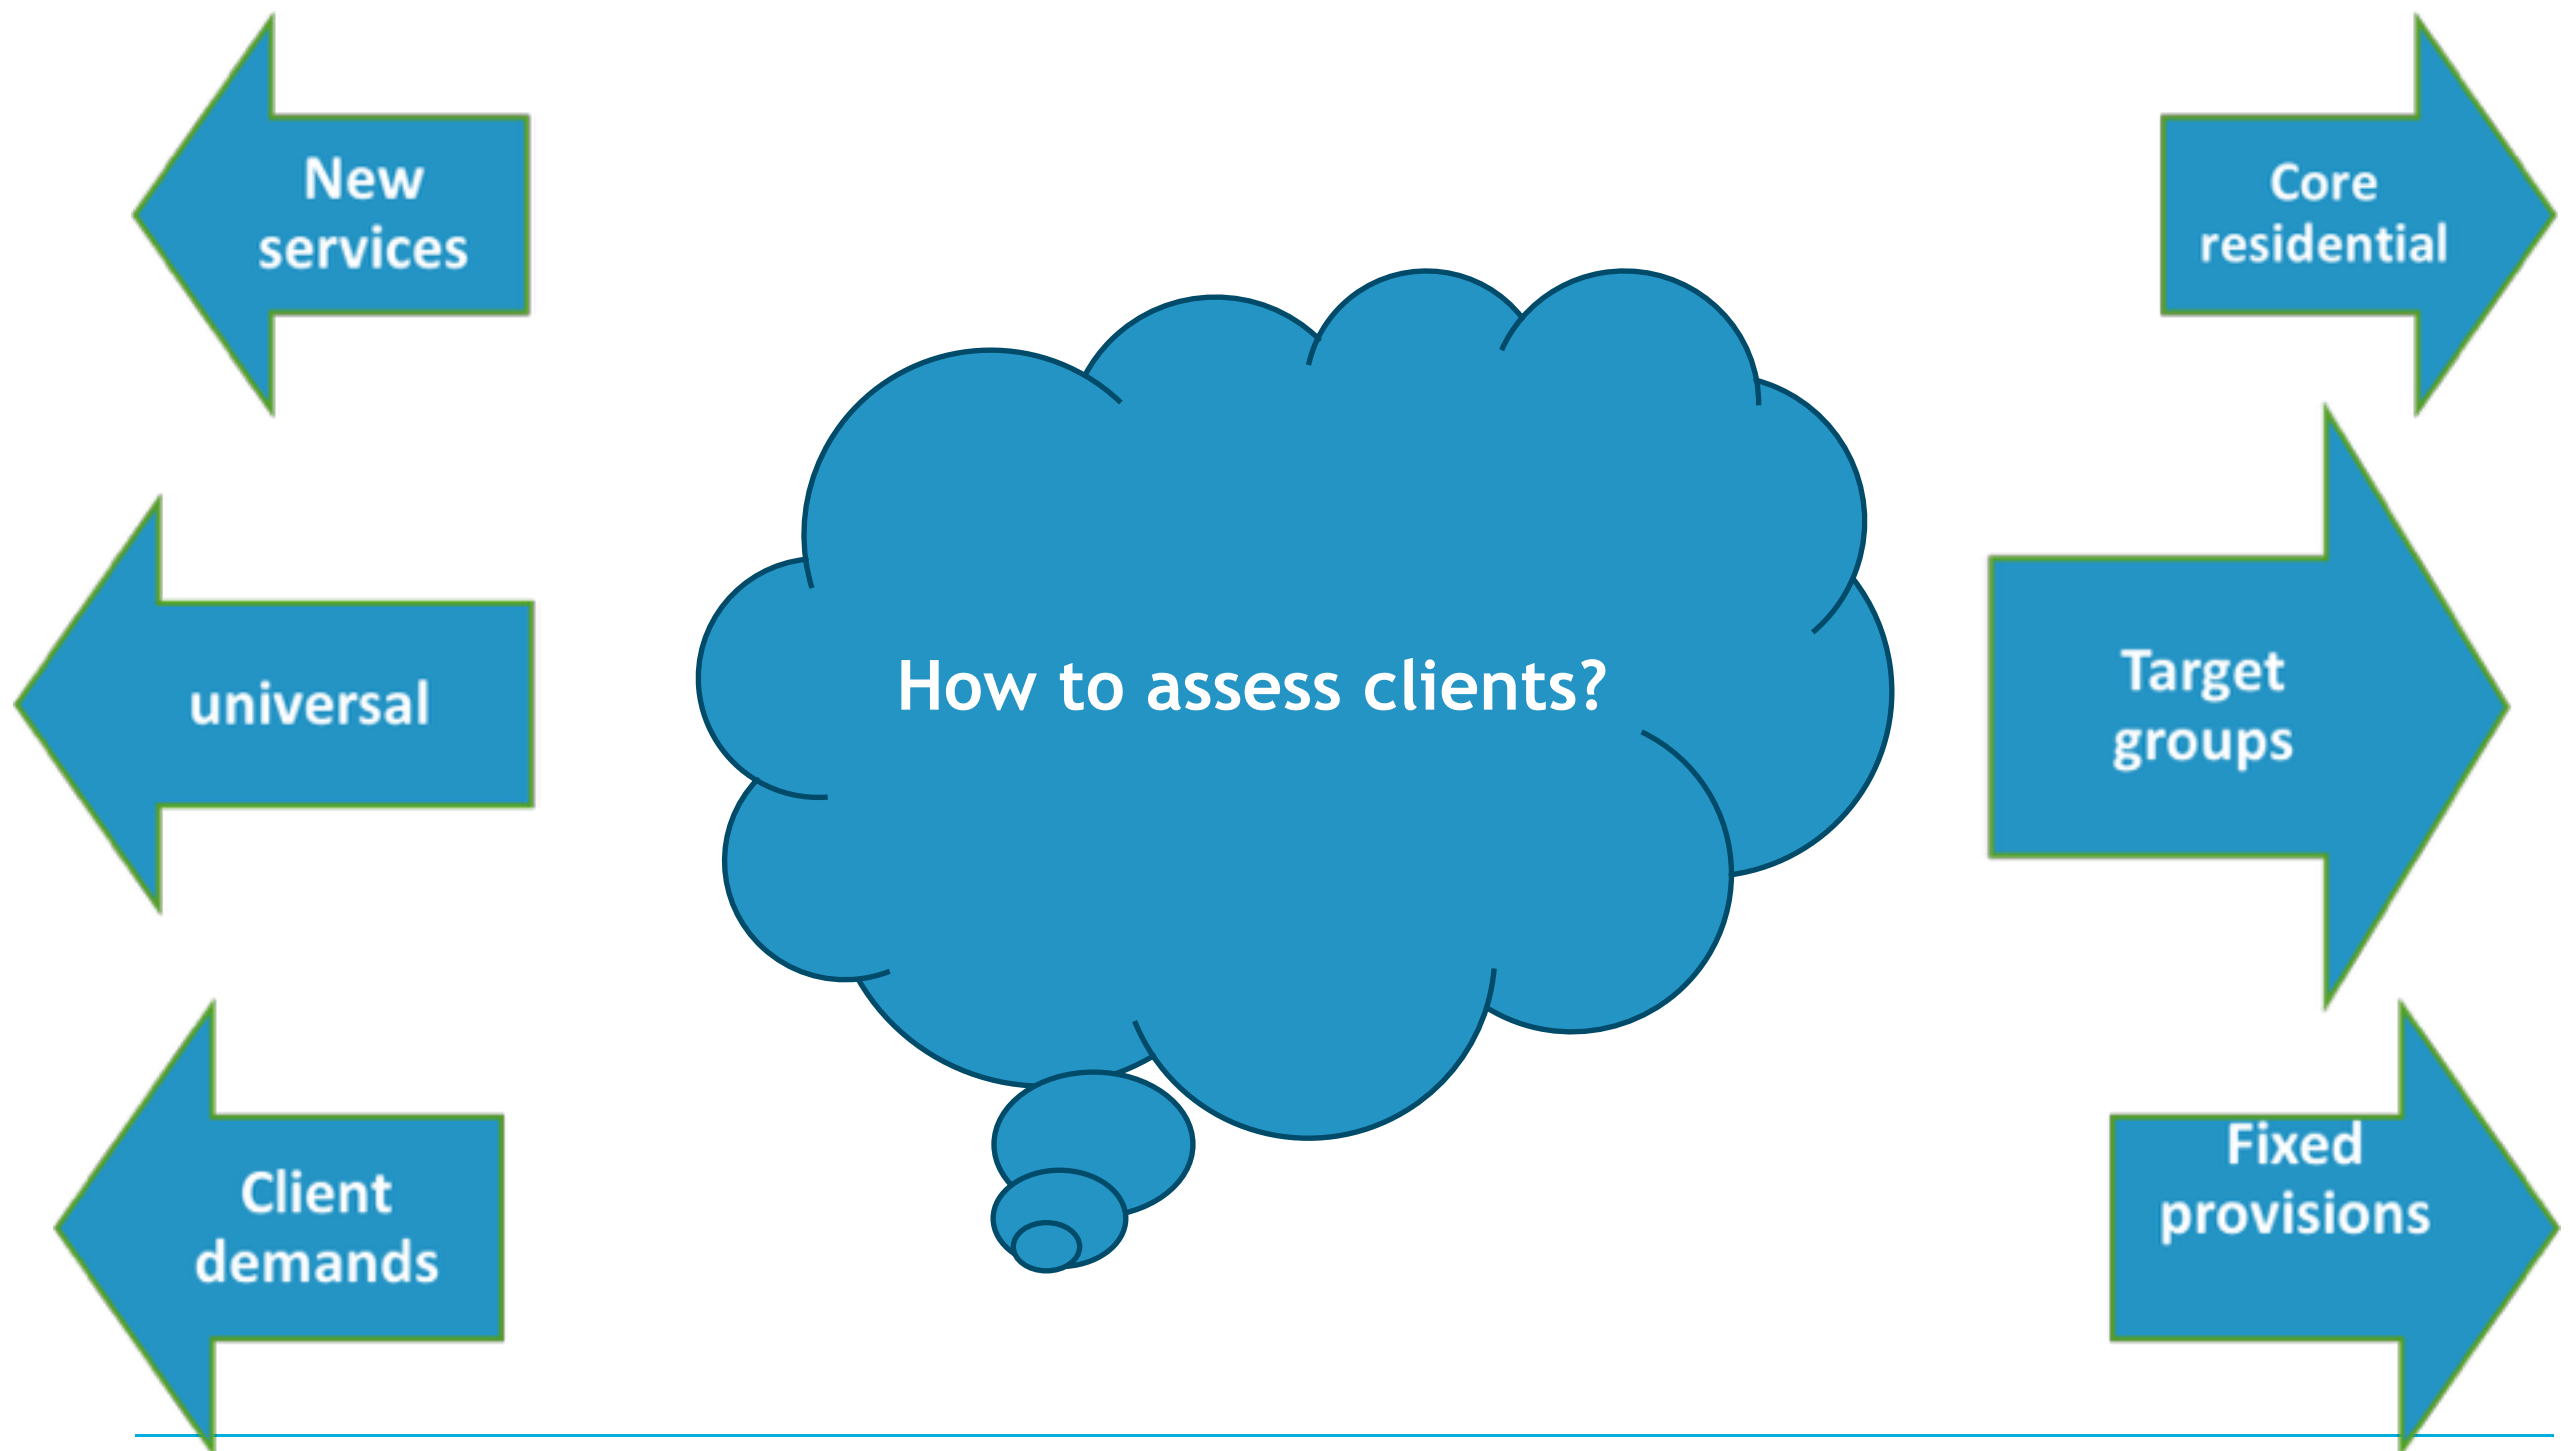 New
services
Core
residential
How to assess clients?
universal
Target
groups
Client
demands
Fixed
provisions